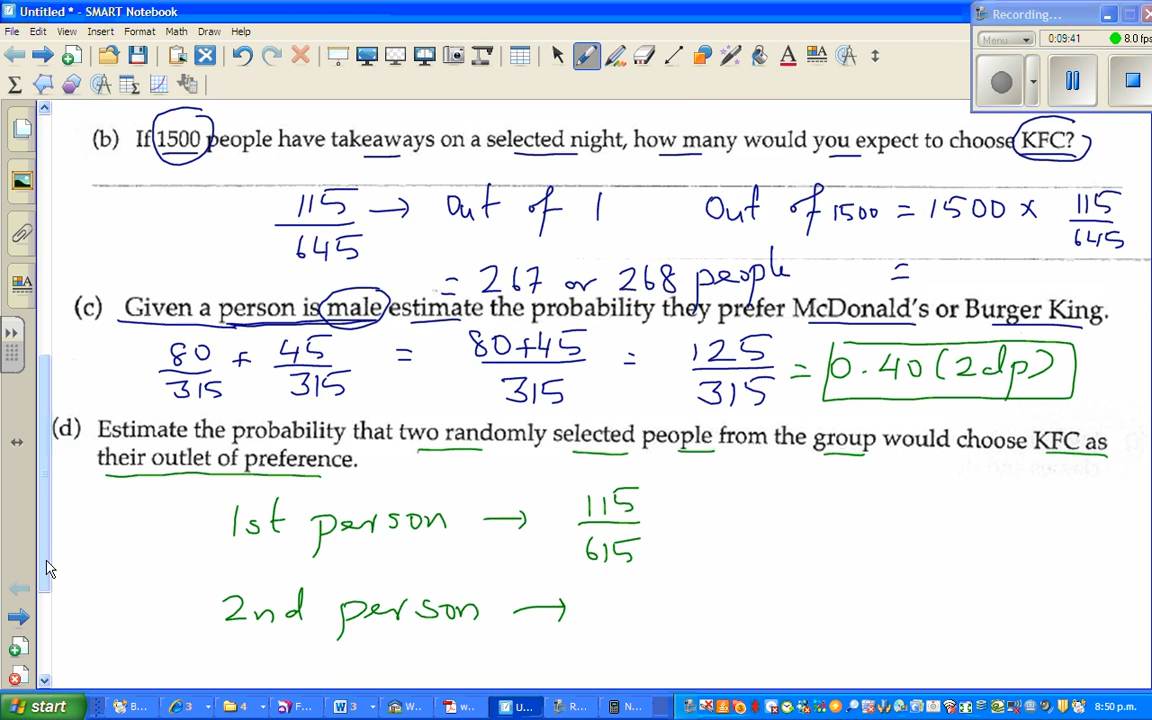 Untitled * - SMART Notebook
File Edit View Insert Format Math Draw Help
Recording...
Menu
0:09:41 8.0 fps
(b) If 1500 people have takeaways on a selected night, how many would you expect to choose KFC?
115/645 → Out of 1 Out of 1500 = 1500 × 115/645
= 267 or 268 people =
(c) Given a person is male estimate the probability they prefer McDonald's or Burger King.
80/315 + 45/315 = 80+45/315 = 125/315 = 0.40 (2dp)
(d) Estimate the probability that two randomly selected people from the group would choose KFC as
their outlet of preference.
1st person → 115/615
2nd person →
start B... 3 4 F... W 3 W... w... U... R... N... 8:50 p.m.